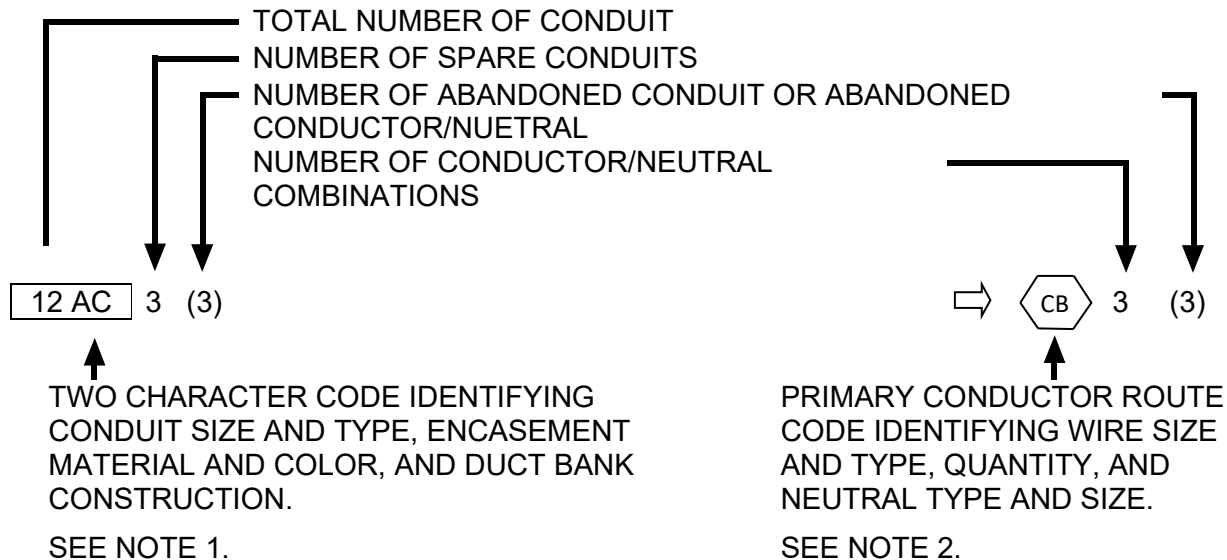 TOTAL NUMBER OF CONDUIT
NUMBER OF SPARE CONDUITS
NUMBER OF ABANDONED CONDUIT OR ABANDONED
CONDUCTOR/NUETRAL
NUMBER OF CONDUCTOR/NEUTRAL
COMBINATIONS
12 AC 3 (3)
CB 3 (3)
TWO CHARACTER CODE IDENTIFYING
CONDUIT SIZE AND TYPE, ENCASEMENT
MATERIAL AND COLOR, AND DUCT BANK
CONSTRUCTION.
SEE NOTE 1.
PRIMARY CONDUCTOR ROUTE
CODE IDENTIFYING WIRE SIZE
AND TYPE, QUANTITY, AND
NEUTRAL TYPE AND SIZE.
SEE NOTE 2.